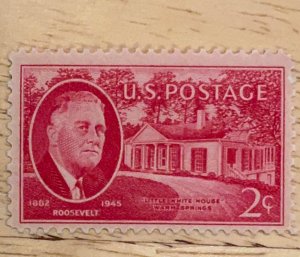 U.S. POSTAGE
1882 1945
ROOSEVELT
LITTLE WHITE HOUSE
WARM SPRINGS
2¢